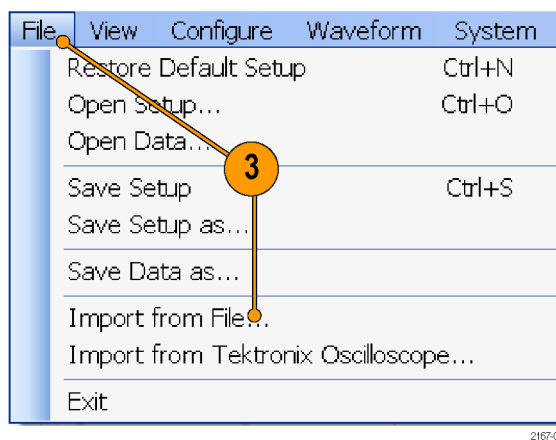 File View Configure Waveform System
Restore Default Setup Ctrl+N
Open Setup... Ctrl+O
Open Data...
3
Save Setup Ctrl+S
Save Setup as...
Save Data as...
Import from File...
Import from Tektronix Oscilloscope...
Exit